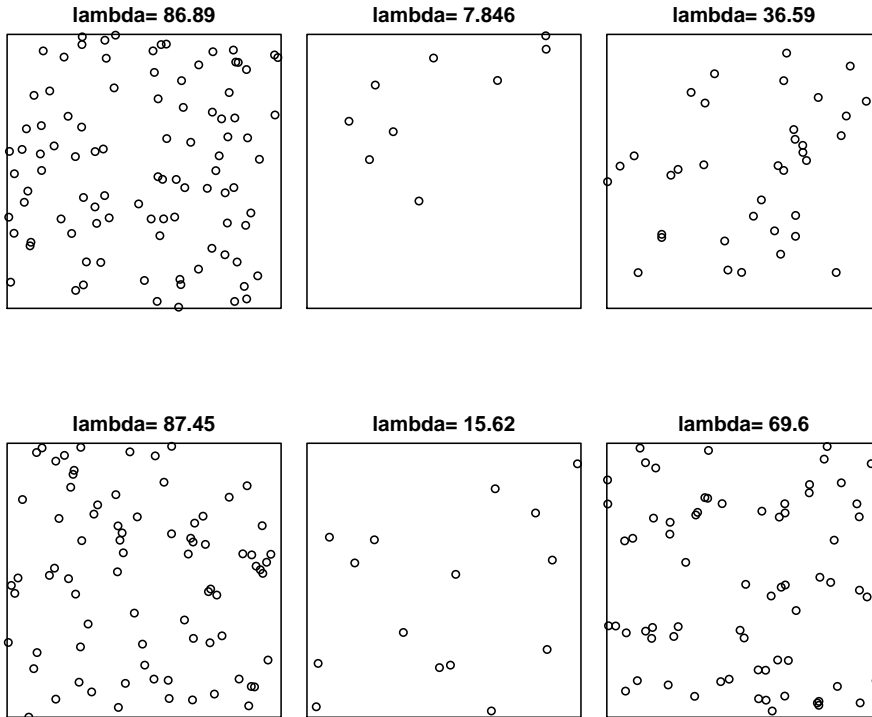 lambda= 86.89
lambda= 7.846
lambda= 36.59
lambda= 87.45
lambda= 15.62
lambda= 69.6